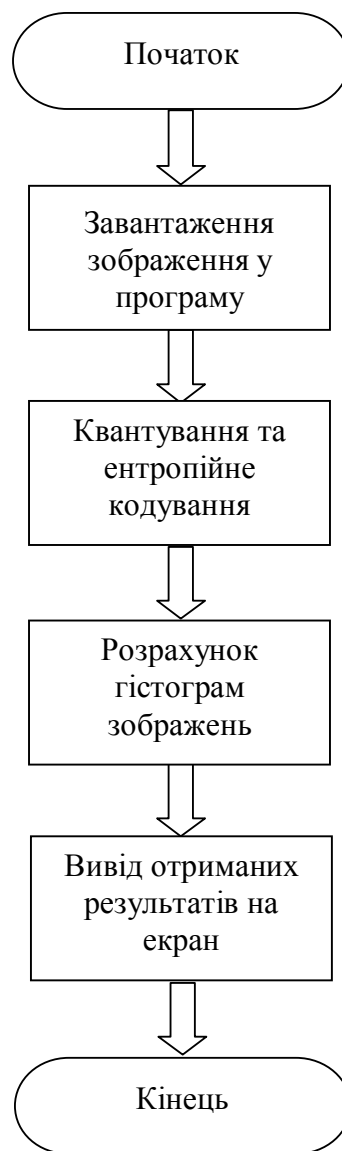 Початок
Завантаження
зображення у
програму
Квантування та
ентропійне
кодування
Розрахунок
гістограм
зображень
Вивід отриманих
результатів на
екран
Кінець